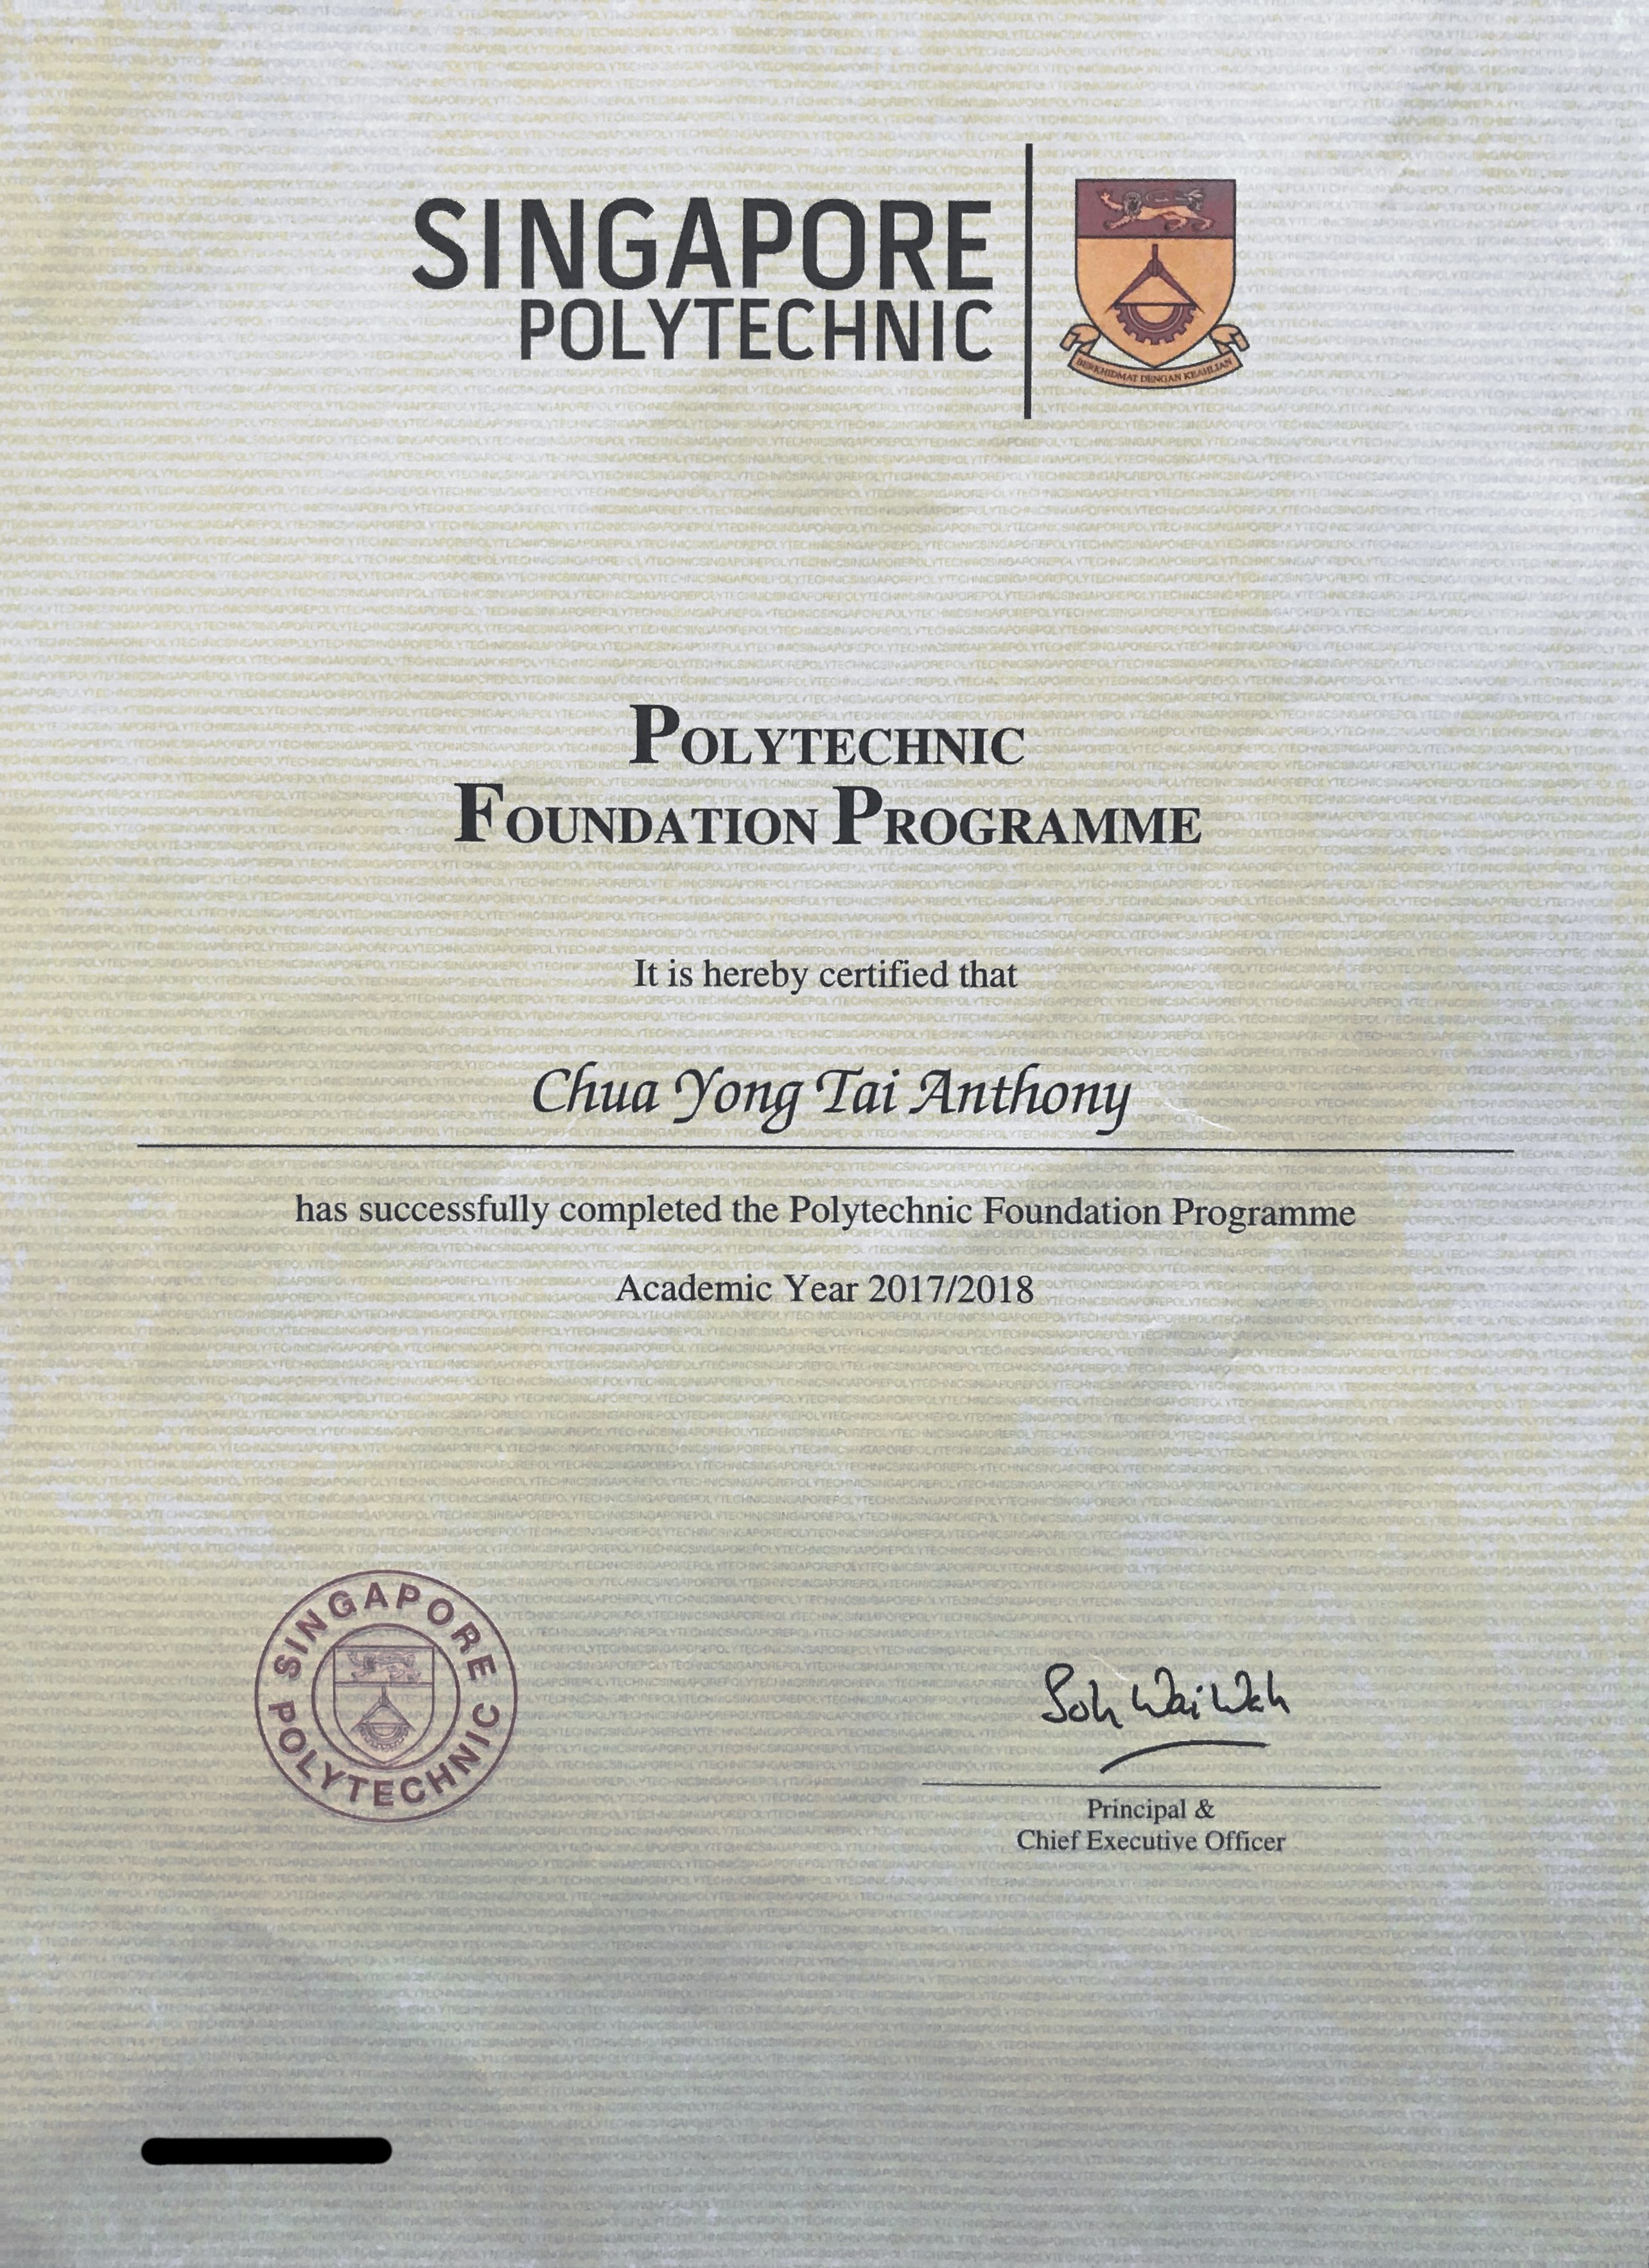 SINGAPORE
POLYTECHNIC
BERKHIDMAT DENGAN KEAHLIAN
POLYTECHNIC
FOUNDATION PROGRAMME
It is hereby certified that
Chua Yong Tai Anthony
has successfully completed the Polytechnic Foundation Programme
Academic Year 2017/2018
SINGAPORE
POLYTECHNIC
Soh Wai Wah
Principal &
Chief Executive Officer